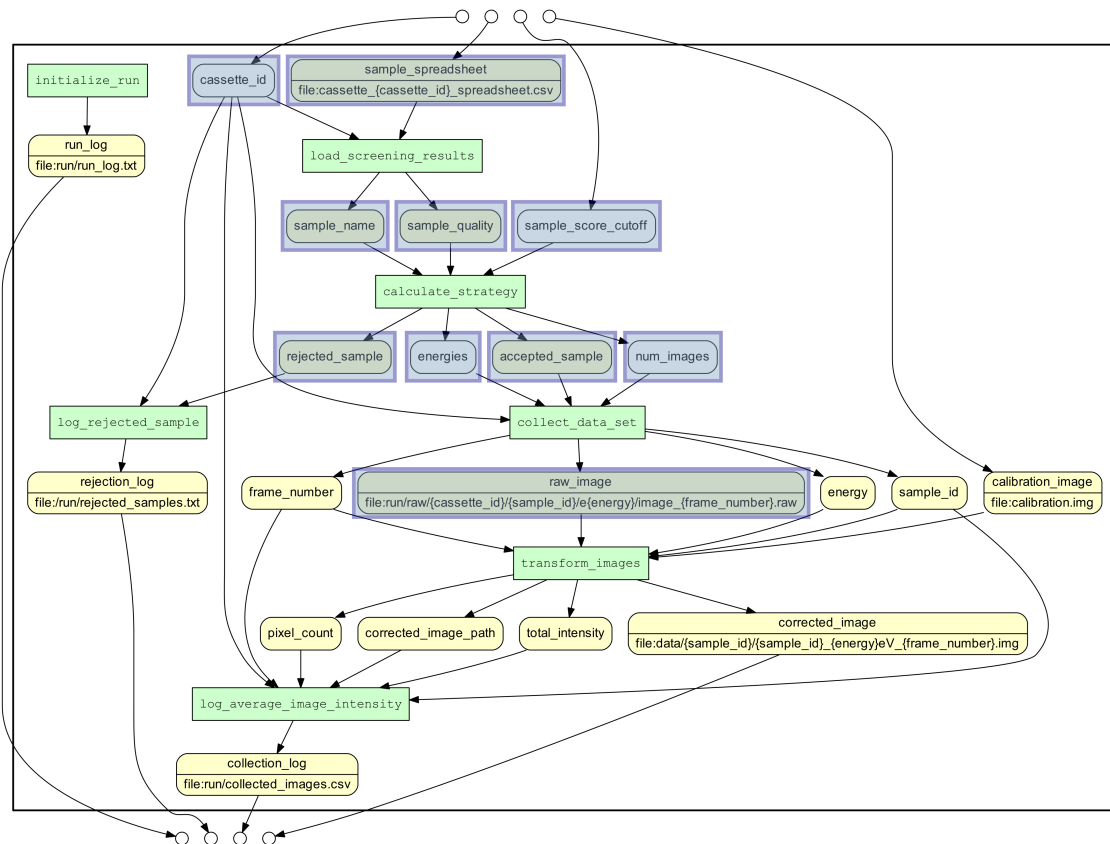 initialize_run
cassette_id
sample_spreadsheet
file:cassette_{cassette_id}_spreadsheet.csv
run_log
file:run/run_log.txt
load_screening_results
sample_name
sample_quality
sample_score_cutoff
calculate_strategy
rejected_sample
energies
accepted_sample
num_images
log_rejected_sample
collect_data_set
rejection_log
file:/run/rejected_samples.txt
frame_number
raw_image
file:run/raw/{cassette_id}/{sample_id}/e{energy}/image_{frame_number}.raw
energy
sample_id
calibration_image
file:calibration.img
transform_images
pixel_count
corrected_image_path
total_intensity
corrected_image
file:data/{sample_id}/{sample_id}_{energy}eV_{frame_number}.img
log_average_image_intensity
collection_log
file:run/collected_images.csv